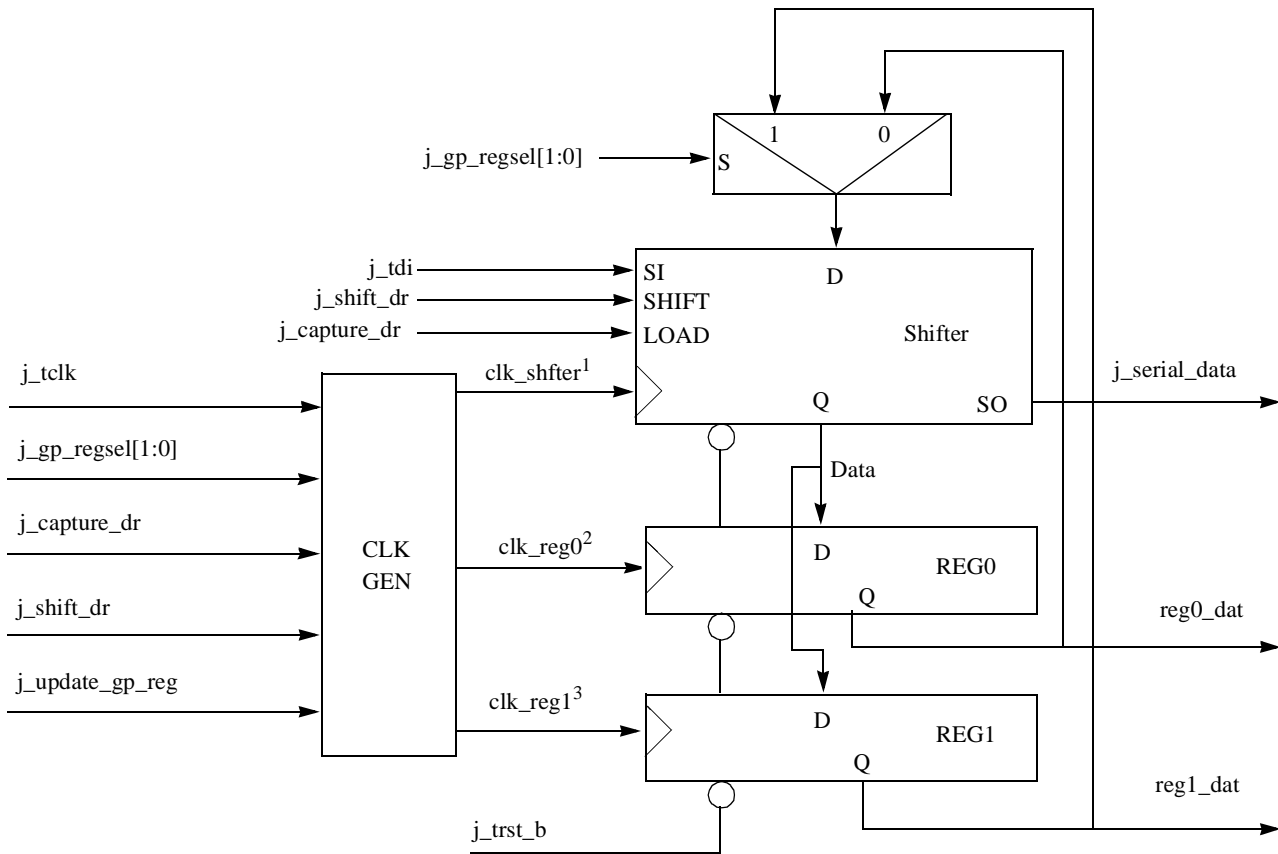 1 0
j_gp_regsel[1:0]
S
j_tdi
SI
D
j_shift_dr
SHIFT
j_capture_dr
LOAD
Shifter
j_tclk
clk_shfter1
j_serial_data
Q
SO
j_gp_regsel[1:0]
Data
j_capture_dr
CLK
GEN
clk_reg02
D
REG0
Q
j_shift_dr
reg0_dat
j_update_gp_reg
clk_reg13
D
REG1
Q
reg1_dat
j_trst_b